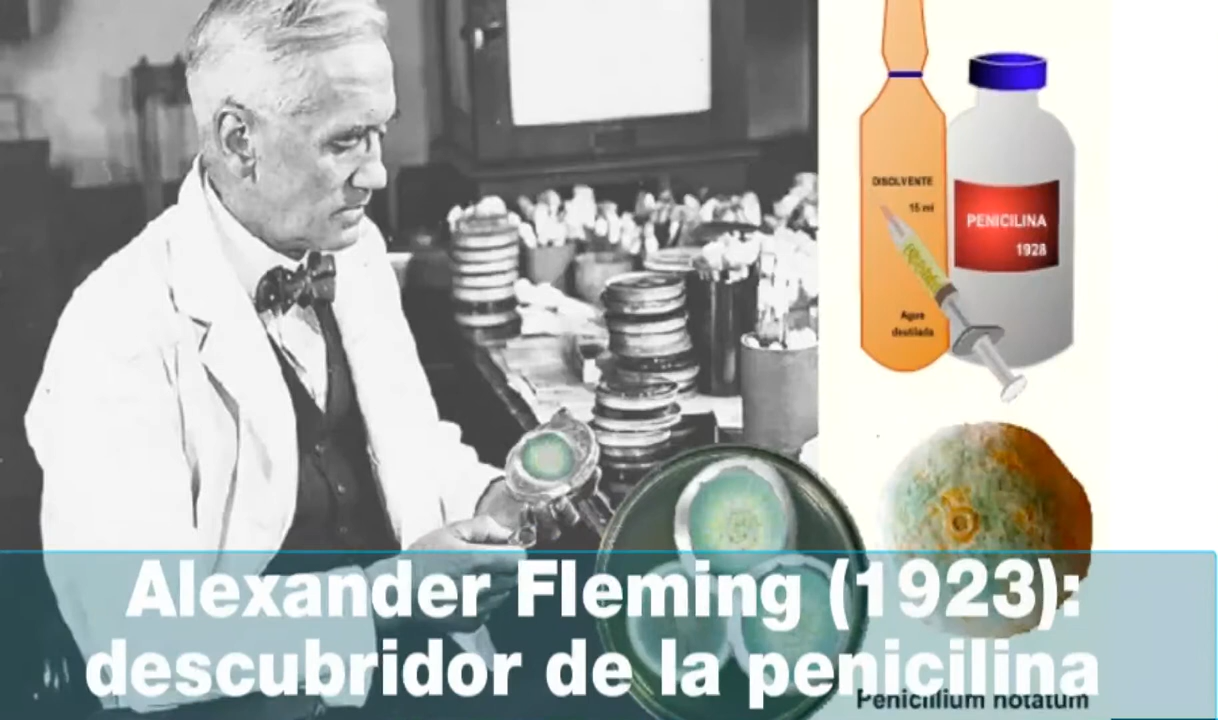 DISOLVENTE
15 ml
PENICILINA
1928
Agua
destilada
Alexander Fleming (1923):
descubridor de la penicilina
Penicillium notatum